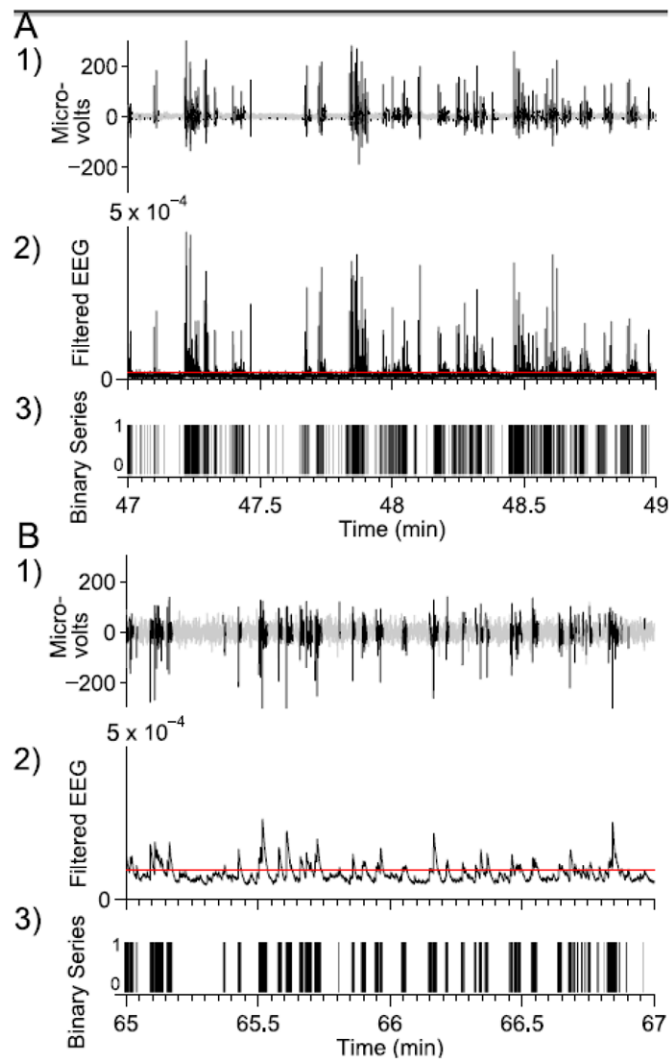 A
1)
Micro-
volts
200
0
−200
2)
Filtered EEG
5 x 10−4
0
3)
Binary Series
1
0
47 47.5 48 48.5 49
Time (min)
B
1)
Micro-
volts
200
0
−200
2)
Filtered EEG
5 x 10−4
0
3)
Binary Series
1
0
65 65.5 66 66.5 67
Time (min)